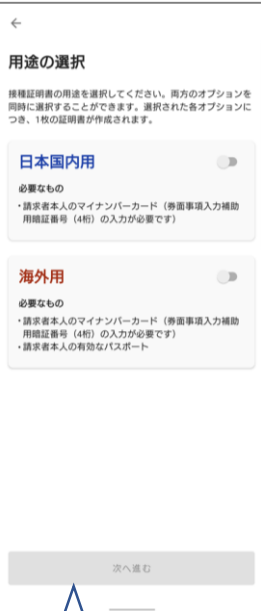 用途の選択
接種証明書の用途を選択してください。両方のオプションを
同時に選択することができます。選択された各オプションに
つき、1枚の証明書が作成されます。
日本国内用
必要なもの
・請求者本人のマイナンバーカード（券面事項入力補助
用暗証番号（4桁）の入力が必要です）
海外用
必要なもの
・請求者本人のマイナンバーカード（券面事項入力補助
用暗証番号（4桁）の入力が必要です）
・請求者本人の有効なパスポート
次へ進む